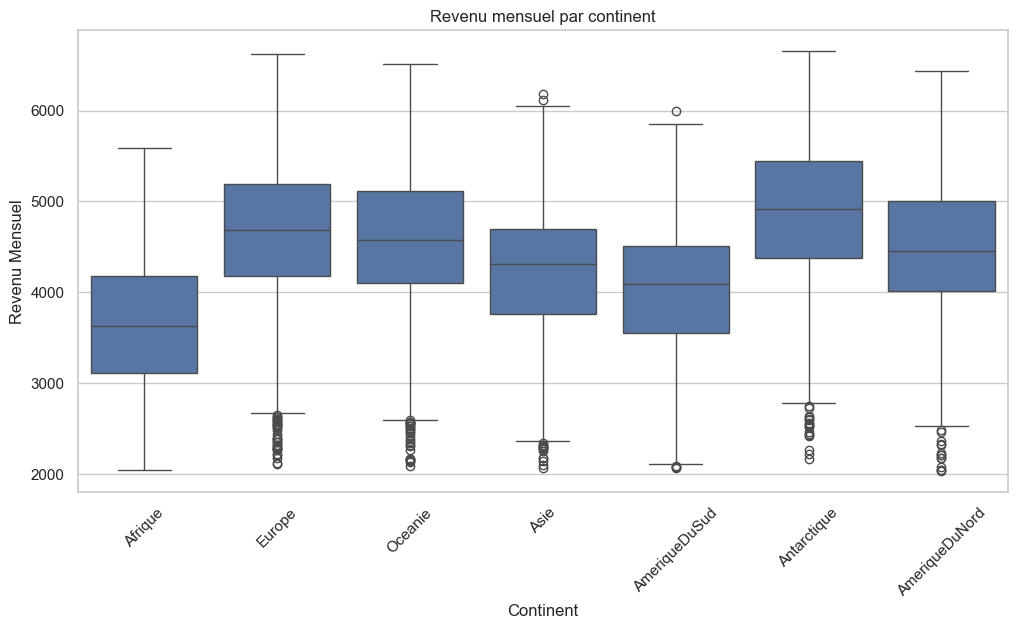 Revenu mensuel par continent
Revenu Mensuel
6000
5000
4000
3000
2000
Afrique
Europe
Oceanie
Asie
AmeriqueDuSud
Antarctique
AmeriqueDuNord
Continent